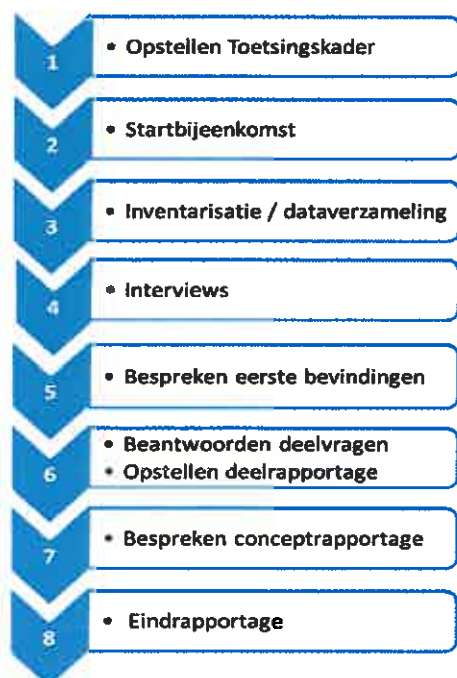 1
• Opstellen Toetsingskader
2
• Startbijeenkomst
3
• Inventarisatie / dataverzameling
4
• Interviews
5
• Bespreken eerste bevindingen
6
• Beantwoorden deelvragen
• Opstellen deelrapportage
7
• Bespreken conceptrapportage
8
• Eindrapportage